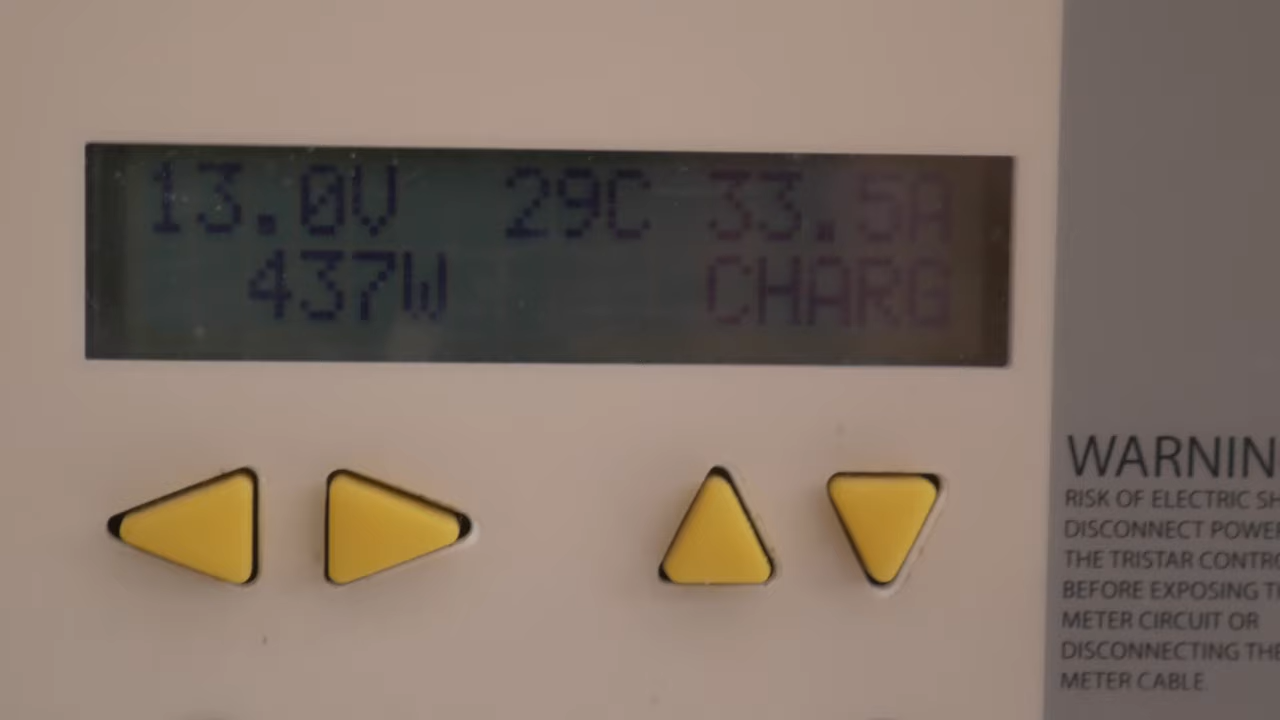 13.0V 29C 33.5A
437W CHARG
WARNIN
RISK OF ELECTRIC SH
DISCONNECT POWE
THE TRISTAR CONTR
BEFORE EXPOSING T
METER CIRCUIT OR
DISCONNECTING THE
METER CABLE